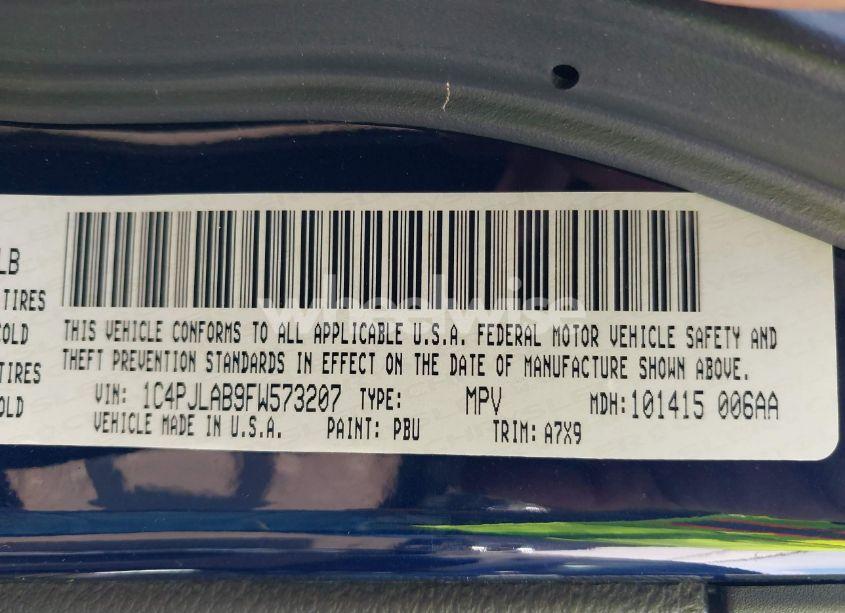 LB
TIRES
COLD
TIRES
OLD
wheelwise
THIS VEHICLE CONFORMS TO ALL APPLICABLE U.S.A. FEDERAL MOTOR VEHICLE SAFETY AND
THEFT PREVENTION STANDARDS IN EFFECT ON THE DATE OF MANUFACTURE SHOWN ABOVE.
VIN: 1C4PJLAB9FW573207 TYPE: MPV MDH:101415 006AA
VEHICLE MADE IN U.S.A. PAINT: PBU TRIM: A7X9